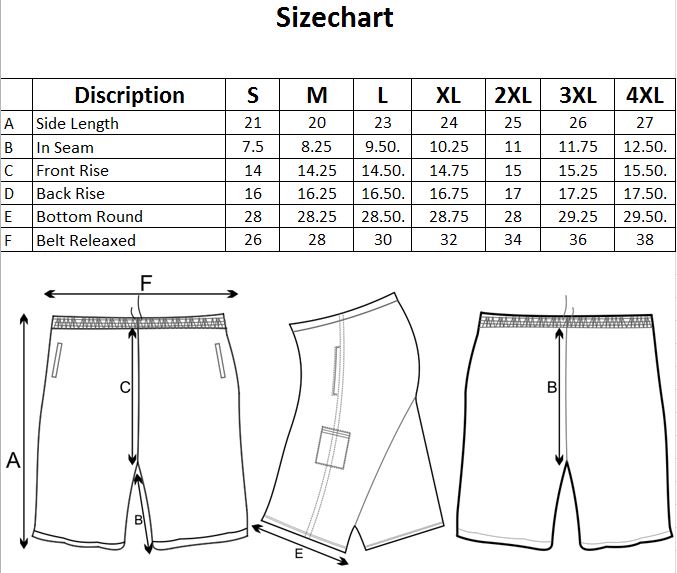 Sizechart
Discription S M L XL 2XL 3XL 4XL
A Side Length 21 20 23 24 25 26 27
B In Seam 7.5 8.25 9.50. 10.25 11 11.75 12.50.
C Front Rise 14 14.25 14.50. 14.75 15 15.25 15.50.
D Back Rise 16 16.25 16.50. 16.75 17 17.25 17.50.
E Bottom Round 28 28.25 28.50. 28.75 28 29.25 29.50.
F Belt Releaxed 26 28 30 32 34 36 38
F
C
B
A
B
E